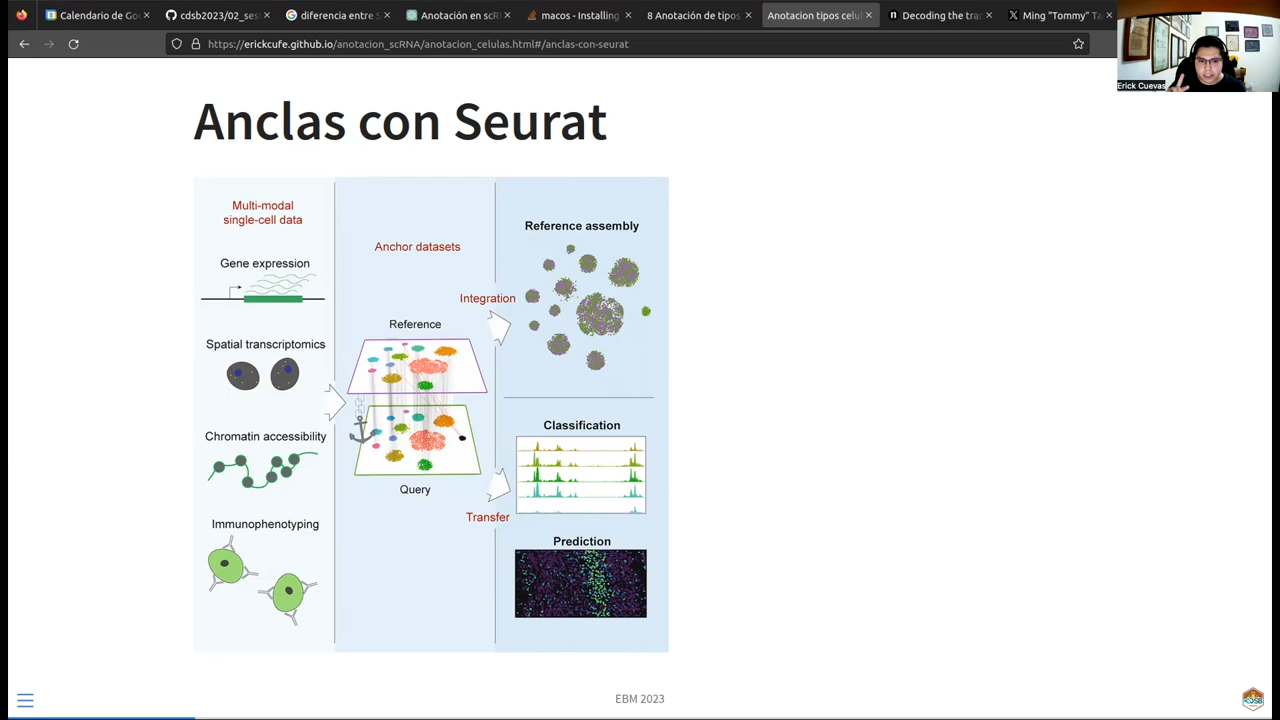 Calendario de Go
cdsb2023/02_ses
diferencia entre S
Anotación en scR
macos - Installing
8 Anotación de tipos
Anotacion tipos celul
Decoding the tra
Ming "Tommy" Ta
https://erickcufe.github.io/anotacion_scRNA/anotacion_celulas.html#/anclas-con-seurat
Erick Cuevas
Anclas con Seurat
Multi-modal
single-cell data
Gene expression
Spatial transcriptomics
Chromatin accessibility
Immunophenotyping
Anchor datasets
Reference
Query
Integration
Transfer
Reference assembly
Classification
Prediction
EBM 2023
CDSB